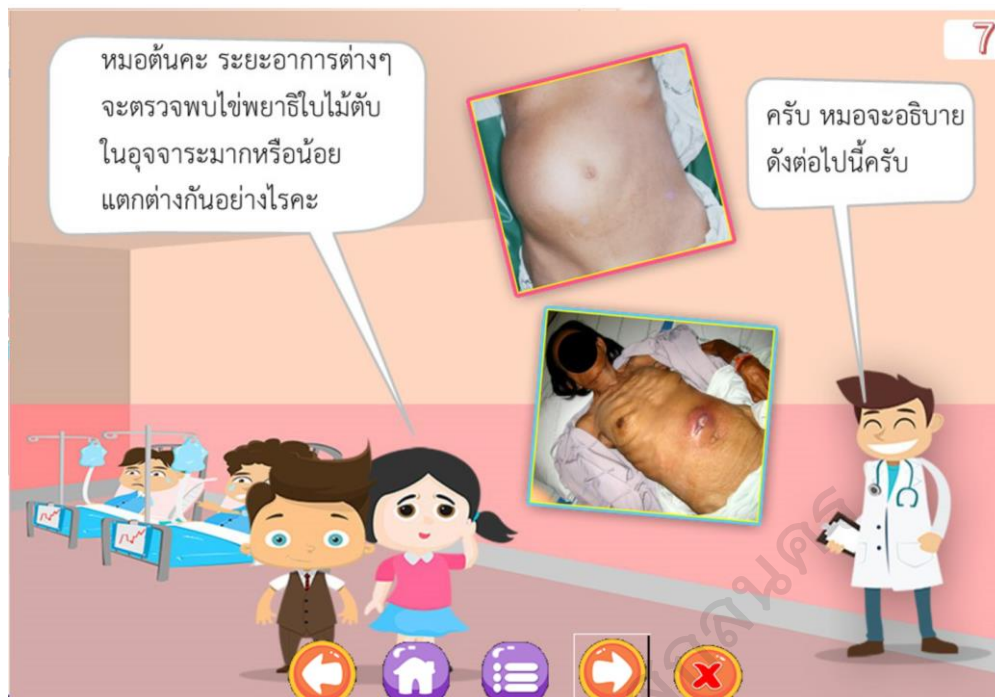 7
หมอต้นคะ ระยะอาการต่างๆ
จะตรวจพบไข่พยาธิใบไม้ตับ
ในอุจจาระมากหรือน้อย
แตกต่างกันอย่างไรคะ
ครับ หมอจะอธิบาย
ดังต่อไปนี้ครับ